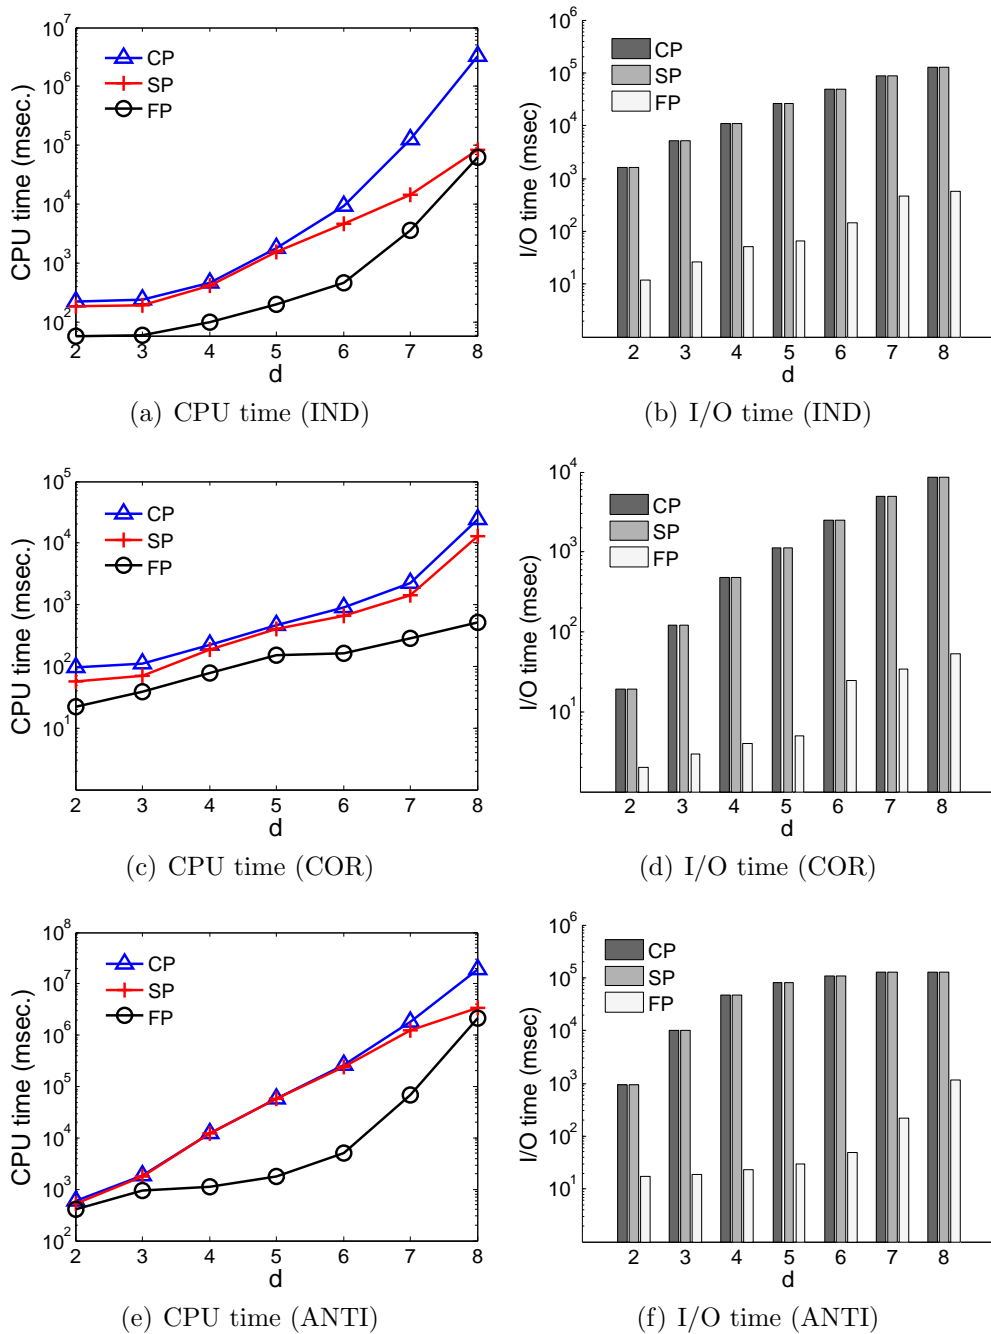 10^7
10^6
10^5
10^4
10^3
10^2
CPU time (msec.)
CP
SP
FP
2 3 4 5 6 7 8
d
(a) CPU time (IND)
10^6
10^5
10^4
10^3
10^2
10^1
I/O time (msec)
CP
SP
FP
2 3 4 5 6 7 8
d
(b) I/O time (IND)
10^5
10^4
10^3
10^2
10^1
CPU time (msec.)
CP
SP
FP
2 3 4 5 6 7 8
d
(c) CPU time (COR)
10^4
10^3
10^2
10^1
I/O time (msec)
CP
SP
FP
2 3 4 5 6 7 8
d
(d) I/O time (COR)
10^8
10^7
10^6
10^5
10^4
10^3
10^2
CPU time (msec.)
CP
SP
FP
2 3 4 5 6 7 8
d
(e) CPU time (ANTI)
10^6
10^5
10^4
10^3
10^2
10^1
I/O time (msec)
CP
SP
FP
2 3 4 5 6 7 8
d
(f) I/O time (ANTI)